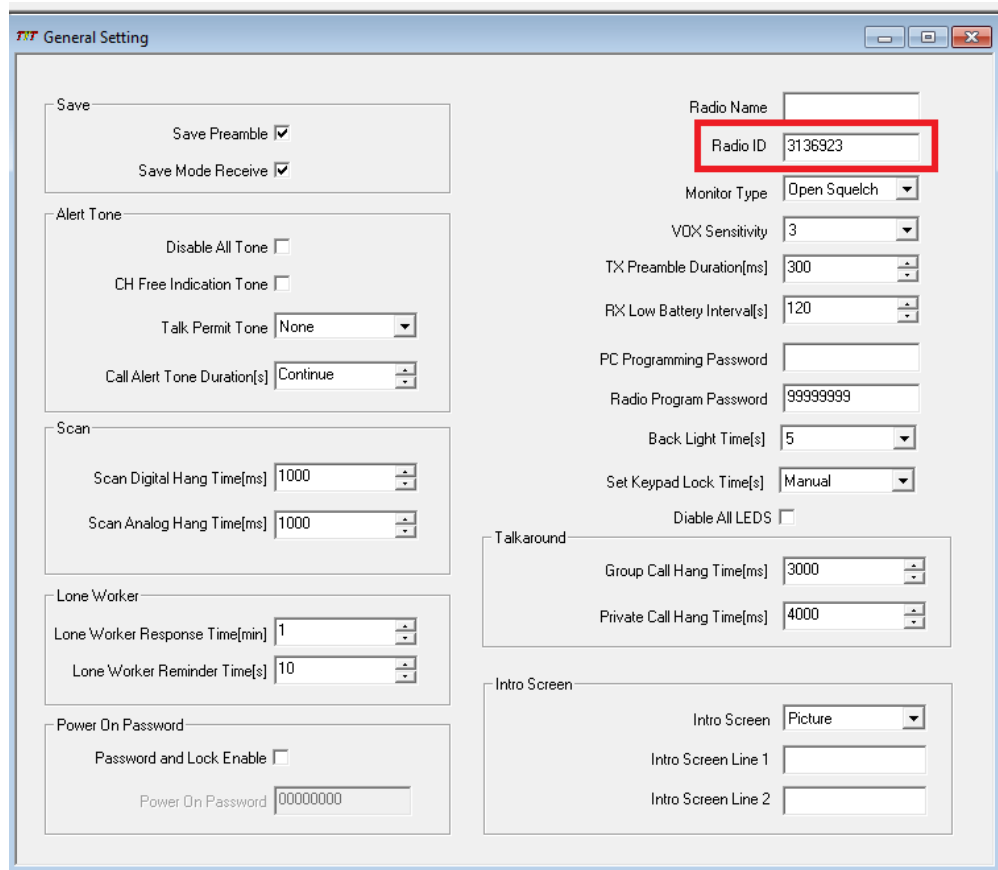 TYT General Setting
Save
Save Preamble
Save Mode Receive
Alert Tone
Disable All Tone
CH Free Indication Tone
Talk Permit Tone None
Call Alert Tone Duration[s] Continue
Scan
Scan Digital Hang Time[ms] 1000
Scan Analog Hang Time[ms] 1000
Lone Worker
Lone Worker Response Time[min] 1
Lone Worker Reminder Time[s] 10
Power On Password
Password and Lock Enable
Power On Password 00000000
Radio Name
Radio ID 3136923
Monitor Type Open Squelch
VOX Sensitivity 3
TX Preamble Duration[ms] 300
RX Low Battery Interval[s] 120
PC Programming Password
Radio Program Password 99999999
Back Light Time[s] 5
Set Keypad Lock Time[s] Manual
Diable All LEDS
Talkaround
Group Call Hang Time[ms] 3000
Private Call Hang Time[ms] 4000
Intro Screen
Intro Screen Picture
Intro Screen Line 1
Intro Screen Line 2